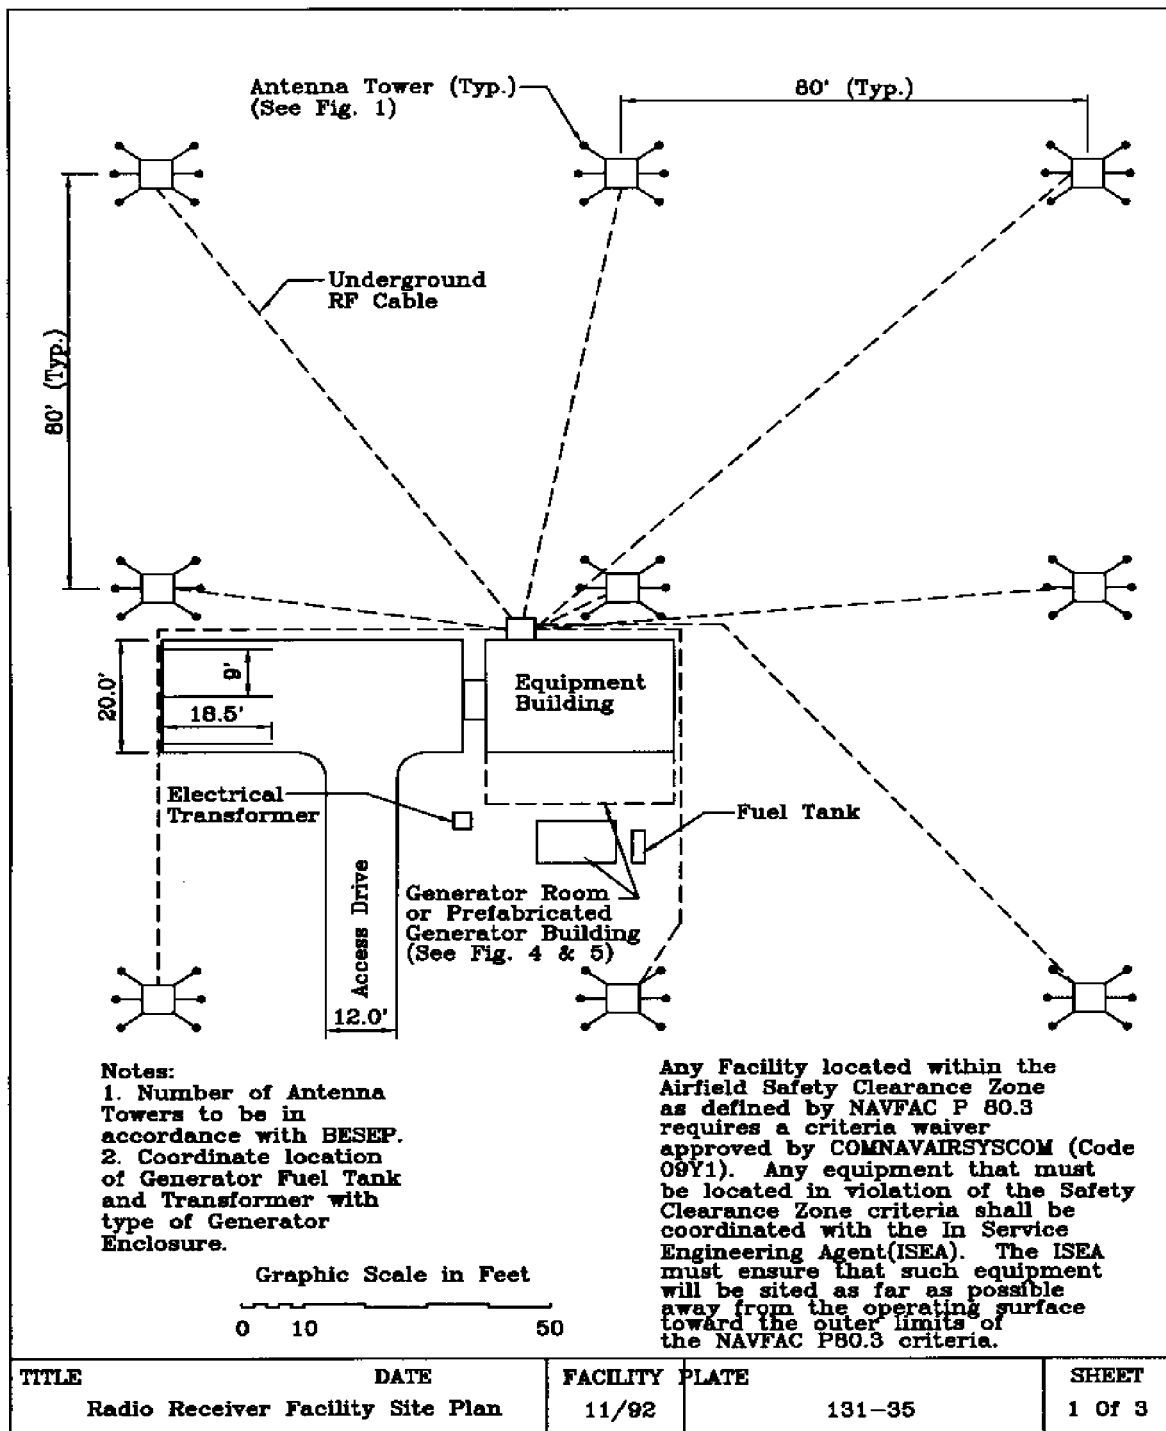 Antenna Tower (Typ.)
(See Fig. 1)
80' (Typ.)
Underground
RF Cable
80' (Typ.)
20.0'
9'
18.5'
Equipment
Building
Electrical
Transformer
Fuel Tank
Access Drive
Generator Room
or Prefabricated
Generator Building
(See Fig. 4 & 5)
12.0'
Notes:
1. Number of Antenna
Towers to be in
accordance with BESEP.
2. Coordinate location
of Generator Fuel Tank
and Transformer with
type of Generator
Enclosure.
Any Facility located within the
Airfield Safety Clearance Zone
as defined by NAVFAC P 80.3
requires a criteria waiver
approved by COMNAVAIRSYSCOM (Code
09Y1). Any equipment that must
be located in violation of the Safety
Clearance Zone criteria shall be
coordinated with the In Service
Engineering Agent(ISEA). The ISEA
must ensure that such equipment
will be sited as far as possible
away from the operating surface
toward the outer limits of
the NAVFAC P80.3 criteria.
Graphic Scale in Feet
0 10 50
TITLE DATE FACILITY PLATE SHEET
Radio Receiver Facility Site Plan 11/92 131-35 1 Of 3